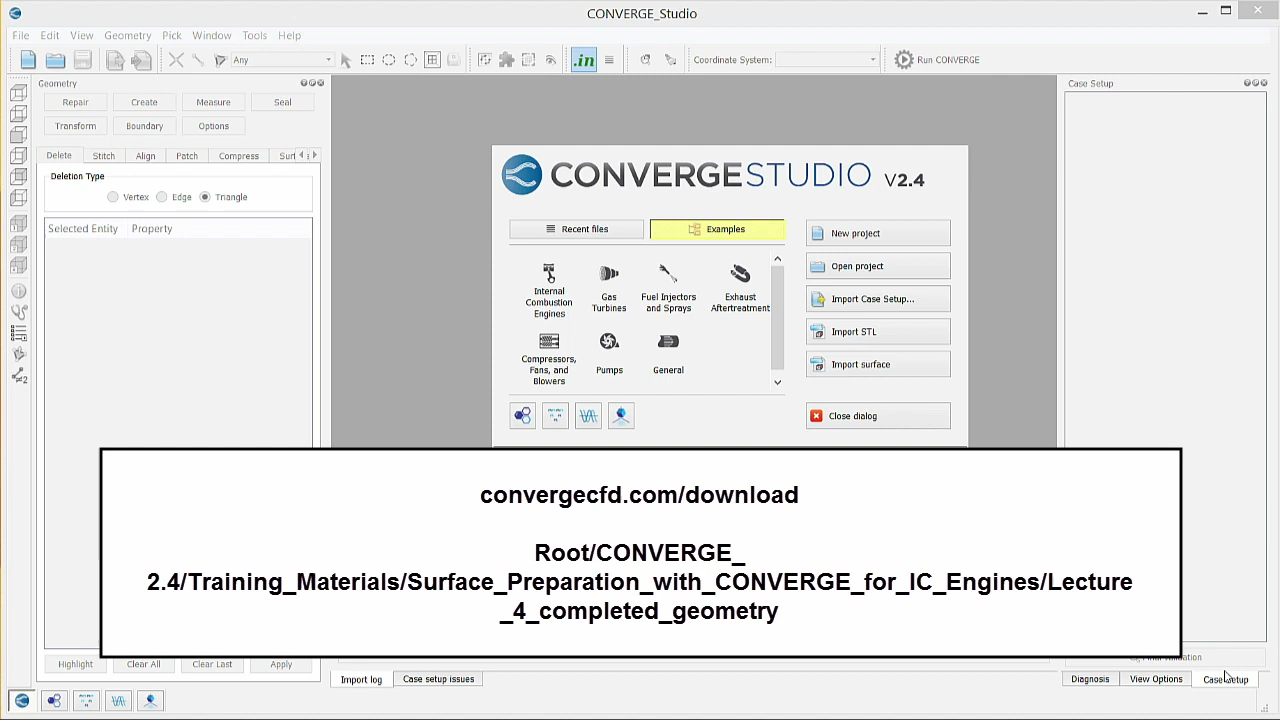 CONVERGE_Studio
File Edit View Geometry Pick Window Tools Help
Any
.in
Coordinate System:
Run CONVERGE
Geometry
Case Setup
Repair Create Measure Seal
Transform Boundary Options
Delete Stitch Align Patch Compress
Deletion Type
Vertex Edge Triangle
Selected Entity Property
CONVERGESTUDIO v2.4
Recent files Examples
Internal
Combustion
Engines
Gas
Turbines
Fuel Injectors
and Sprays
Exhaust
Aftertreatment
Compressors,
Fans, and
Blowers
Pumps
General
New project
Open project
Import Case Setup...
Import STL
Import surface
Close dialog
convergecfd.com/download
Root/CONVERGE_
2.4/Training_Materials/Surface_Preparation_with_CONVERGE_for_IC_Engines/Lecture
_4_completed_geometry
Highlight Clear All Clear Last Apply
Import log Case setup issues
Diagnosis View Options Case Setup